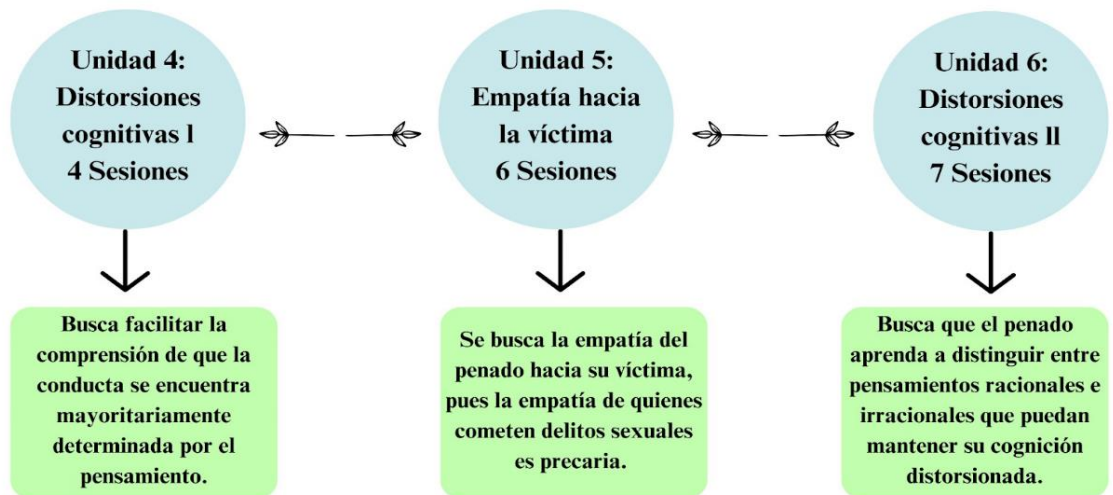 Unidad 4:
Distorsiones
cognitivas l
4 Sesiones
Unidad 5:
Empatía hacia
la víctima
6 Sesiones
Unidad 6:
Distorsiones
cognitivas ll
7 Sesiones
Busca facilitar la
comprensión de que la
conducta se encuentra
mayoritariamente
determinada por el
pensamiento.
Se busca la empatía del
penado hacia su víctima,
pues la empatía de quienes
cometen delitos sexuales
es precaria.
Busca que el penado
aprenda a distinguir entre
pensamientos racionales e
irracionales que puedan
mantener su cognición
distorsionada.